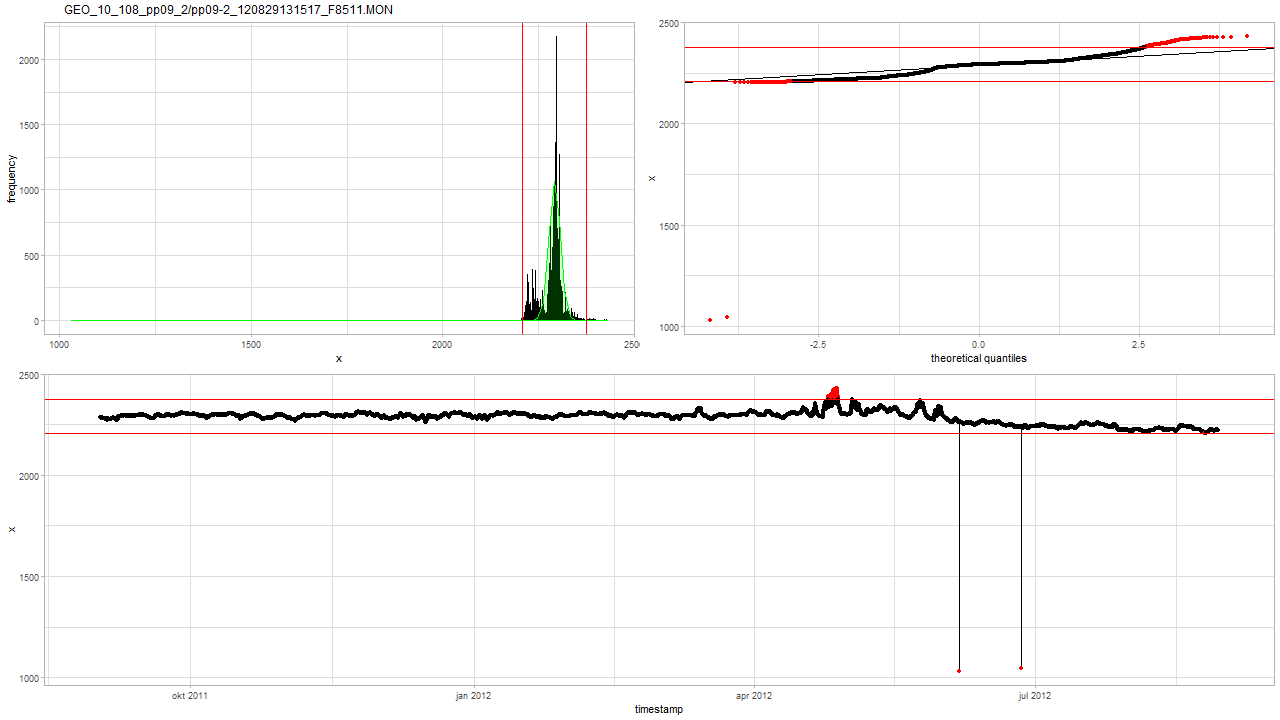 GEO_10_108_pp09_2/pp09-2_120829131517_F8511.MON
frequency
2000
1500
1000
500
0
1000
1500
2000
250
x
x
2500
2000
1500
1000
-2.5
0.0
2.5
theoretical quantiles
x
2500
2000
1500
1000
okt 2011
jan 2012
apr 2012
jul 2012
timestamp